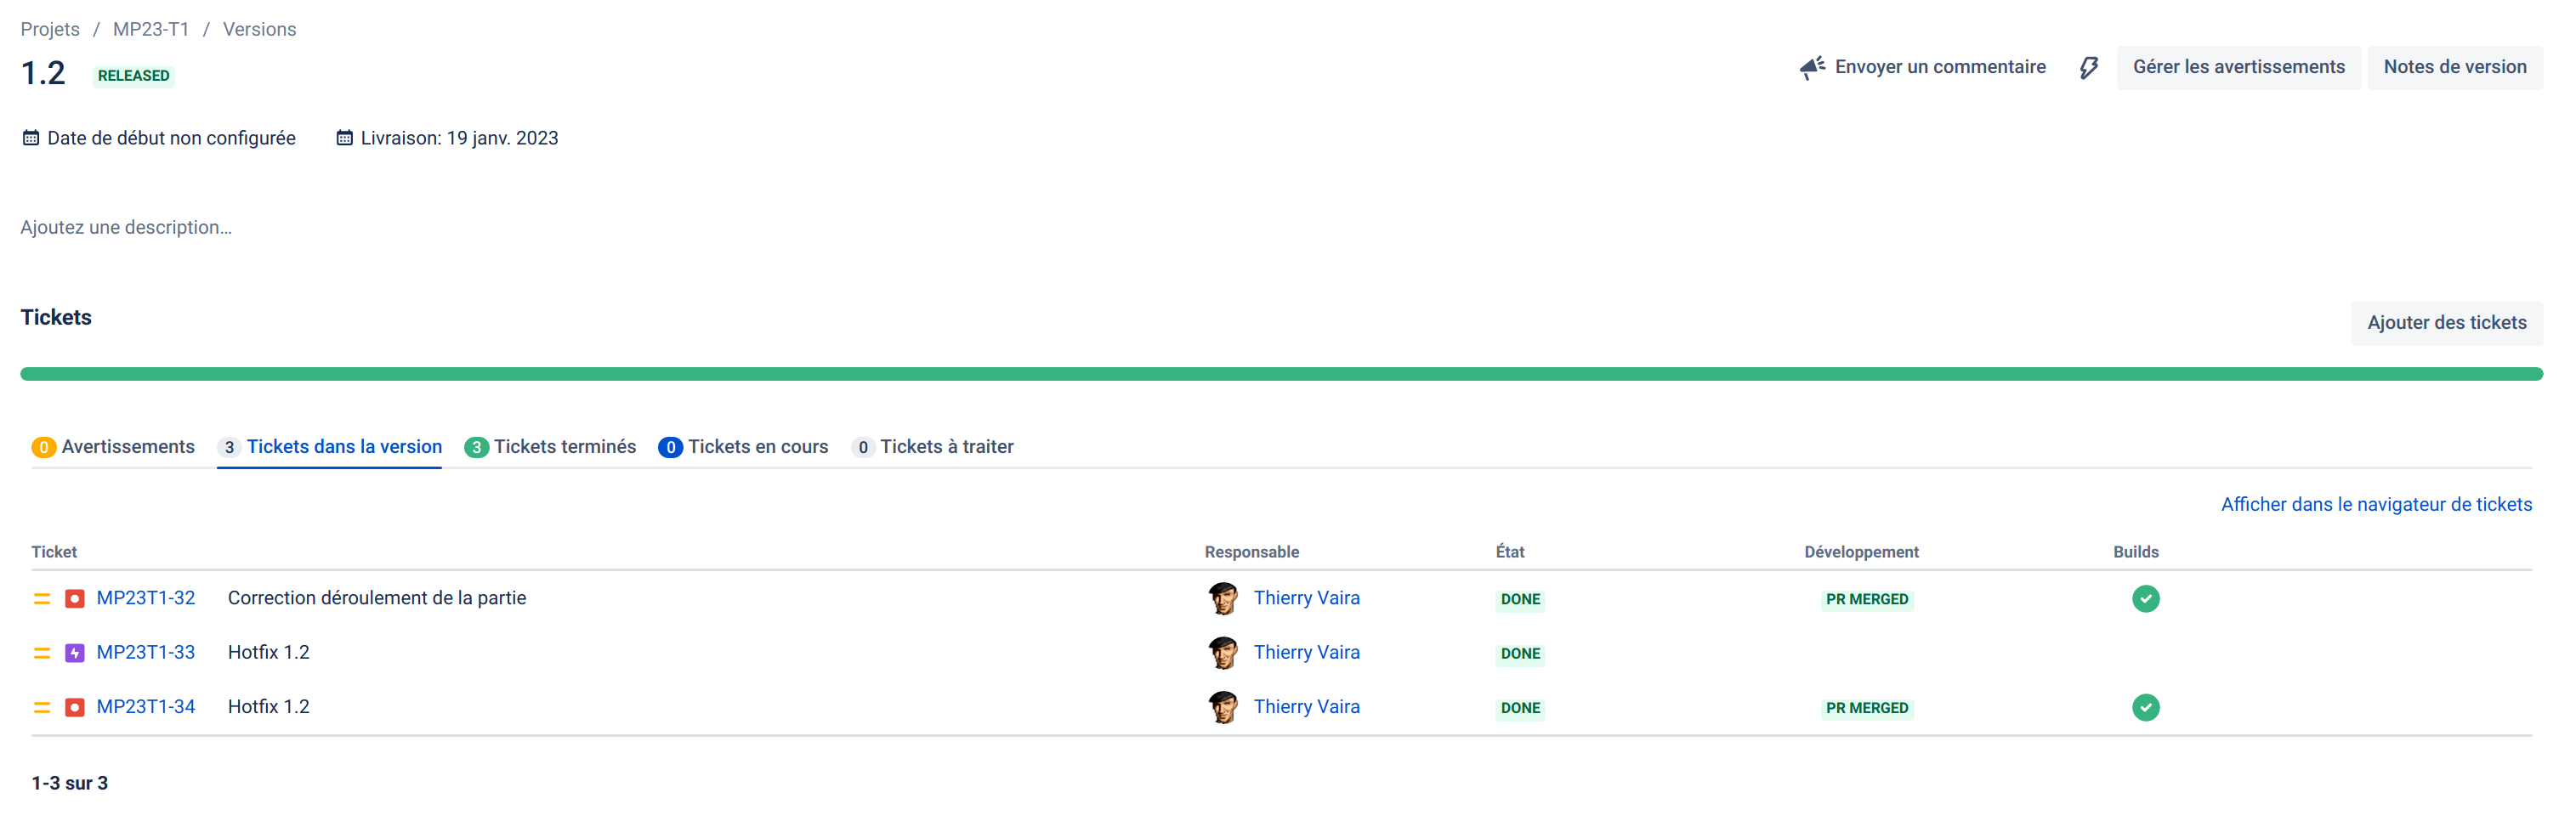 Projets / MP23-T1 / Versions
1.2 RELEASED
Envoyer un commentaire Gérer les avertissements Notes de version
Date de début non configurée Livraison: 19 janv. 2023
Ajoutez une description…
Tickets
Ajouter des tickets
0 Avertissements 3 Tickets dans la version 3 Tickets terminés 0 Tickets en cours 0 Tickets à traiter
Afficher dans le navigateur de tickets
Ticket Responsable État Développement Builds
MP23T1-32 Correction déroulement de la partie Thierry Vaira DONE PR MERGED
MP23T1-33 Hotfix 1.2 Thierry Vaira DONE
MP23T1-34 Hotfix 1.2 Thierry Vaira DONE PR MERGED
1-3 sur 3